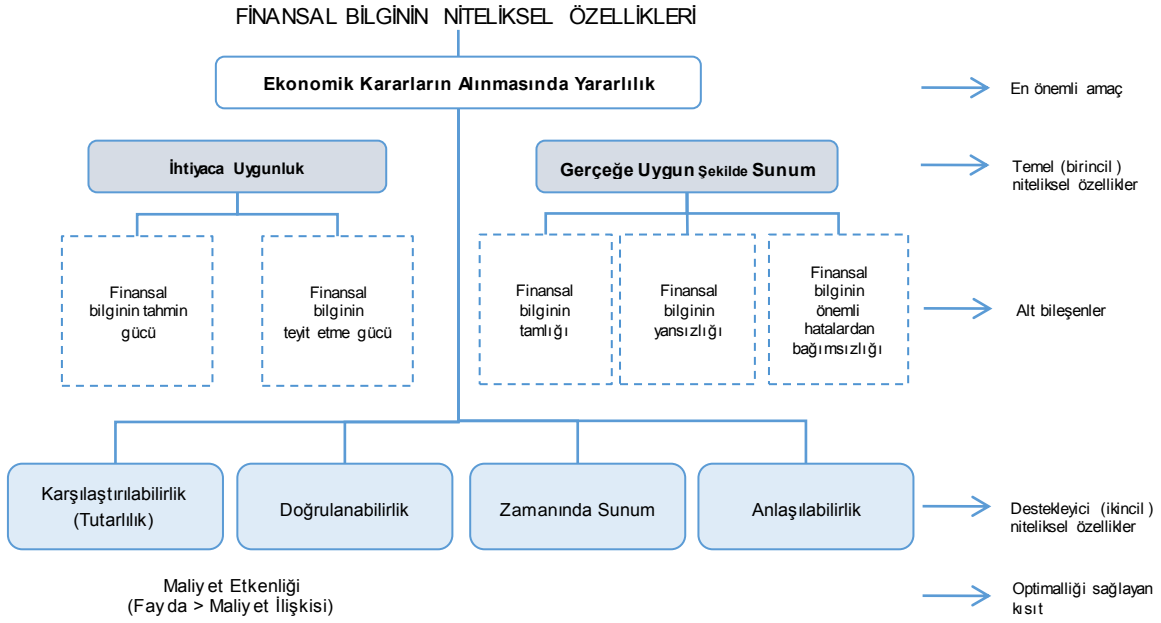 FİNANSAL BİLGİNİN NİTELİKSEL ÖZELLİKLERİ
Ekonomik Kararların Alınmasında Yararlılık
En önemli amaç
İhtiyaca Uygunluk
Gerçeğe Uygun Şekilde Sunum
Temel (birincil)
niteliksel özellikler
Finansal
bilginin tahmin
gücü
Finansal
bilginin
teyit etme gücü
Finansal
bilginin
tamlığı
Finansal
bilginin
yansızlığı
Finansal
bilginin
önemli
hatalardan
bağımsızlığı
Alt bileşenler
Karşılaştırılabilirlik
(Tutarlılık)
Doğrulanabilirlik
Zamanında Sunum
Anlaşılabilirlik
Destekleyici (ikincil)
niteliksel özellikler
Maliyet Etkenliği
(Fayda > Maliyet İlişkisi)
Optimalliği sağlayan
kısıt